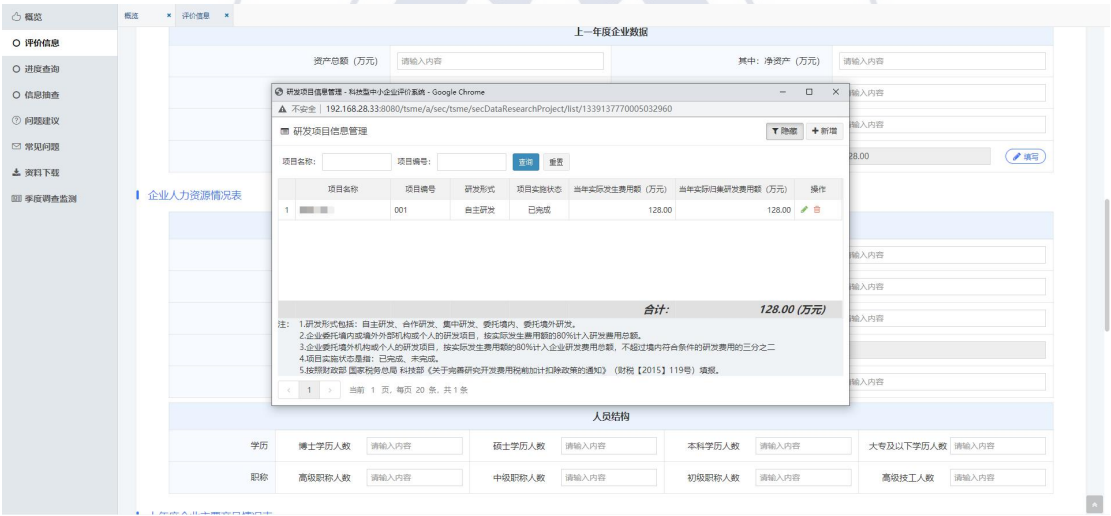 概览
评价信息
进度查询
信息抽查
问题建议
常见问题
资料下载
季度调查监测
概览 × 评价信息 ×
上一年度企业数据
资产总额（万元） 请输入内容 其中：净资产（万元） 请输入内容
研发项目信息管理 - 科技型中小企业评价系统 - Google Chrome
不安全 | 192.168.28.33:8080/tsme/a/sec/tsme/secDataResearchProject/list/1339137770005032960
研发项目信息管理 隐藏 新增
项目名称： 项目编号： 查询 重置
项目名称 项目编号 研发形式 项目实施状态 当年实际发生费用额（万元） 当年实际归集研发费用额（万元） 操作
1 001 自主研发 已完成 128.00 128.00
合计： 128.00 (万元)
注： 1.研发形式包括：自主研发、合作研发、集中研发、委托境内、委托境外研发。
2.企业委托境内或境外外部机构或个人的研发项目，按实际发生费用额的80%计入研发费用总额。
3.企业委托境外机构或个人的研发项目，按实际发生费用额的80%计入企业研发费用总额，不超过境内符合条件的研发费用的三分之二
4.项目实施状态是指：已完成、未完成。
5.按照财政部 国家税务总局 科技部《关于完善研究开发费用税前加计扣除政策的通知》（财税【2015】119号）填报。
1 当前 1 页，每页 20 条，共 1 条
输入内容
输入内容
28.00 填写
企业人力资源情况表
输入内容
输入内容
输入内容
输入内容
人员结构
学历 博士学历人数 请输入内容 硕士学历人数 请输入内容 本科学历人数 请输入内容 大专及以下学历人数 请输入内容
职称 高级职称人数 请输入内容 中级职称人数 请输入内容 初级职称人数 请输入内容 高级技工人数 请输入内容